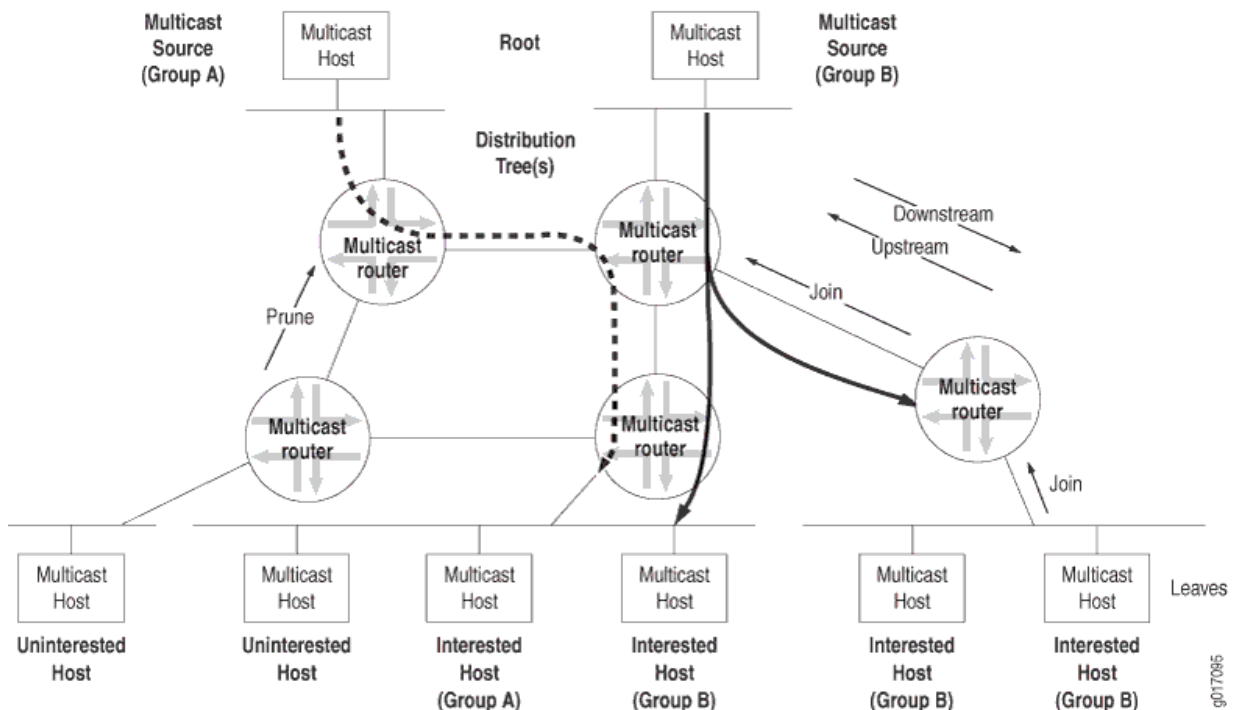 Multicast
Source
(Group A)
Multicast
Host
Root
Multicast
Host
Multicast
Source
(Group B)
Distribution
Tree(s)
Multicast
router
Multicast
router
Downstream
Upstream
Join
Prune
Multicast
router
Multicast
router
Multicast
router
Join
Multicast
Host
Multicast
Host
Multicast
Host
Multicast
Host
Multicast
Host
Multicast
Host
Leaves
Uninterested
Host
Uninterested
Host
Interested
Host
(Group A)
Interested
Host
(Group B)
Interested
Host
(Group B)
Interested
Host
(Group B)
g017095